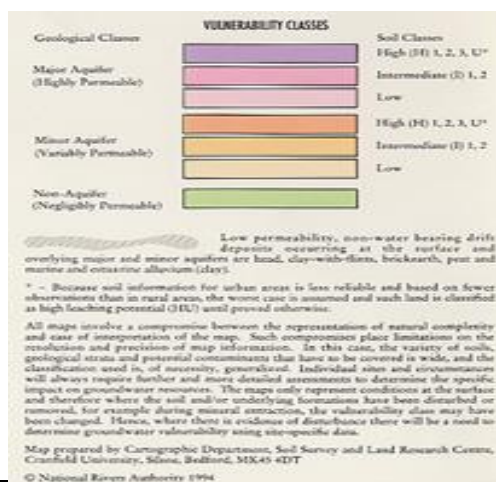 VULNERABILITY CLASSES
Geological Classes
Soil Classes
High (H) 1, 2, 3, U*
Major Aquifer
(Highly Permeable)
Intermediate (I) 1, 2
Low
High (H) 1, 2, 3, U*
Minor Aquifer
(Variably Permeable)
Intermediate (I) 1, 2
Low
Non-Aquifer
(Negligibly Permeable)
Low permeability, non-water bearing drift
deposits occurring at the surface and
overlying major and minor aquifers are head, clay-with-flints, brickearth, peat and
marine and estuarine alluvium (clay).
* - Because soil information for urban areas is less reliable and based on fewer
observations than in rural areas, the worst case is assumed and such land is classified
as high leaching potential (HU) until proved otherwise.
All maps involve a compromise between the representation of natural complexity
and ease of interpretation of the map. Such compromises place limitations on the
resolution and precision of map information. In this case, the variety of soils,
geological strata and potential contaminants that have to be covered is wide, and the
classification used is, of necessity, generalized. Individual sites and circumstances
will always require further and more detailed assessments to determine the specific
impact on groundwater resources. The maps only represent conditions at the surface
and therefore where the soil and/or underlying formations have been disturbed or
removed, for example during mineral extraction, the vulnerability class may have
been changed. Hence, where there is evidence of disturbance there will be a need to
determine groundwater vulnerability using site-specific data.
Map prepared by Cartographic Department, Soil Survey and Land Research Centre,
Cranfield University, Silsoe, Bedford, MK45 4DT
© National Rivers Authority 1994